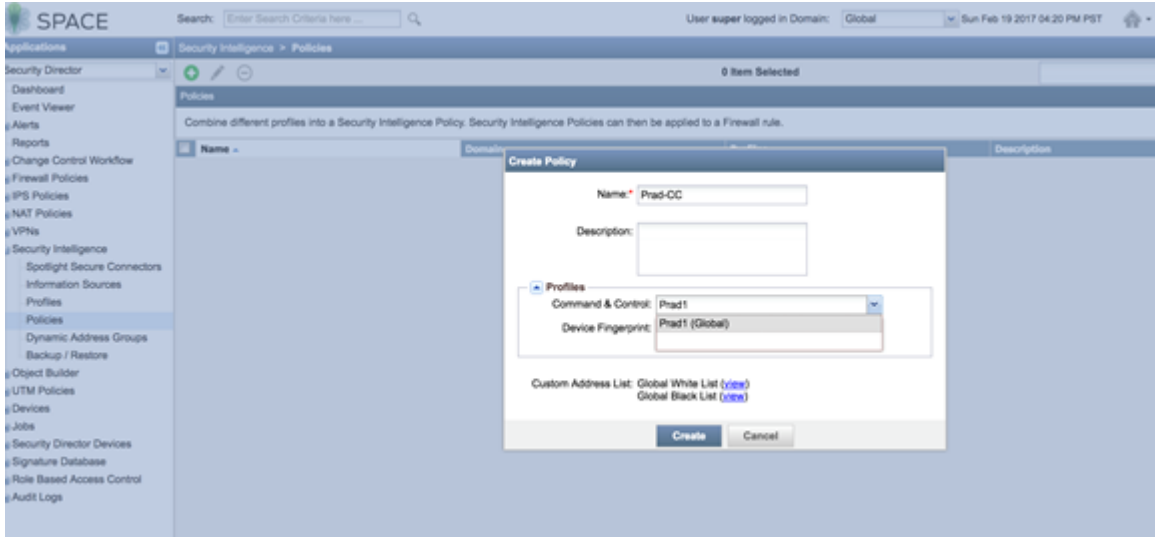 SPACE
Search: Enter Search Criteria here ...
User super logged in Domain: Global
Sun Feb 19 2017 04:20 PM PST
Applications
Security Intelligence > Policies
Security Director
0 Item Selected
Dashboard
Event Viewer
Alerts
Reports
Change Control Workflow
Firewall Policies
IPS Policies
NAT Policies
VPNs
Security Intelligence
Spotlight Secure Connectors
Information Sources
Profiles
Policies
Dynamic Address Groups
Backup / Restore
Object Builder
UTM Policies
Devices
Jobs
Security Director Devices
Signature Database
Role Based Access Control
Audit Logs
Policies
Combine different profiles into a Security Intelligence Policy. Security Intelligence Policies can then be applied to a Firewall rule.
Name
Domain
Description
Create Policy
Name:* Prad-CC
Description:
Profiles
Command & Control: Prad1
Prad1 (Global)
Device Fingerprint:
Custom Address List: Global White List (view)
Global Black List (view)
Create
Cancel